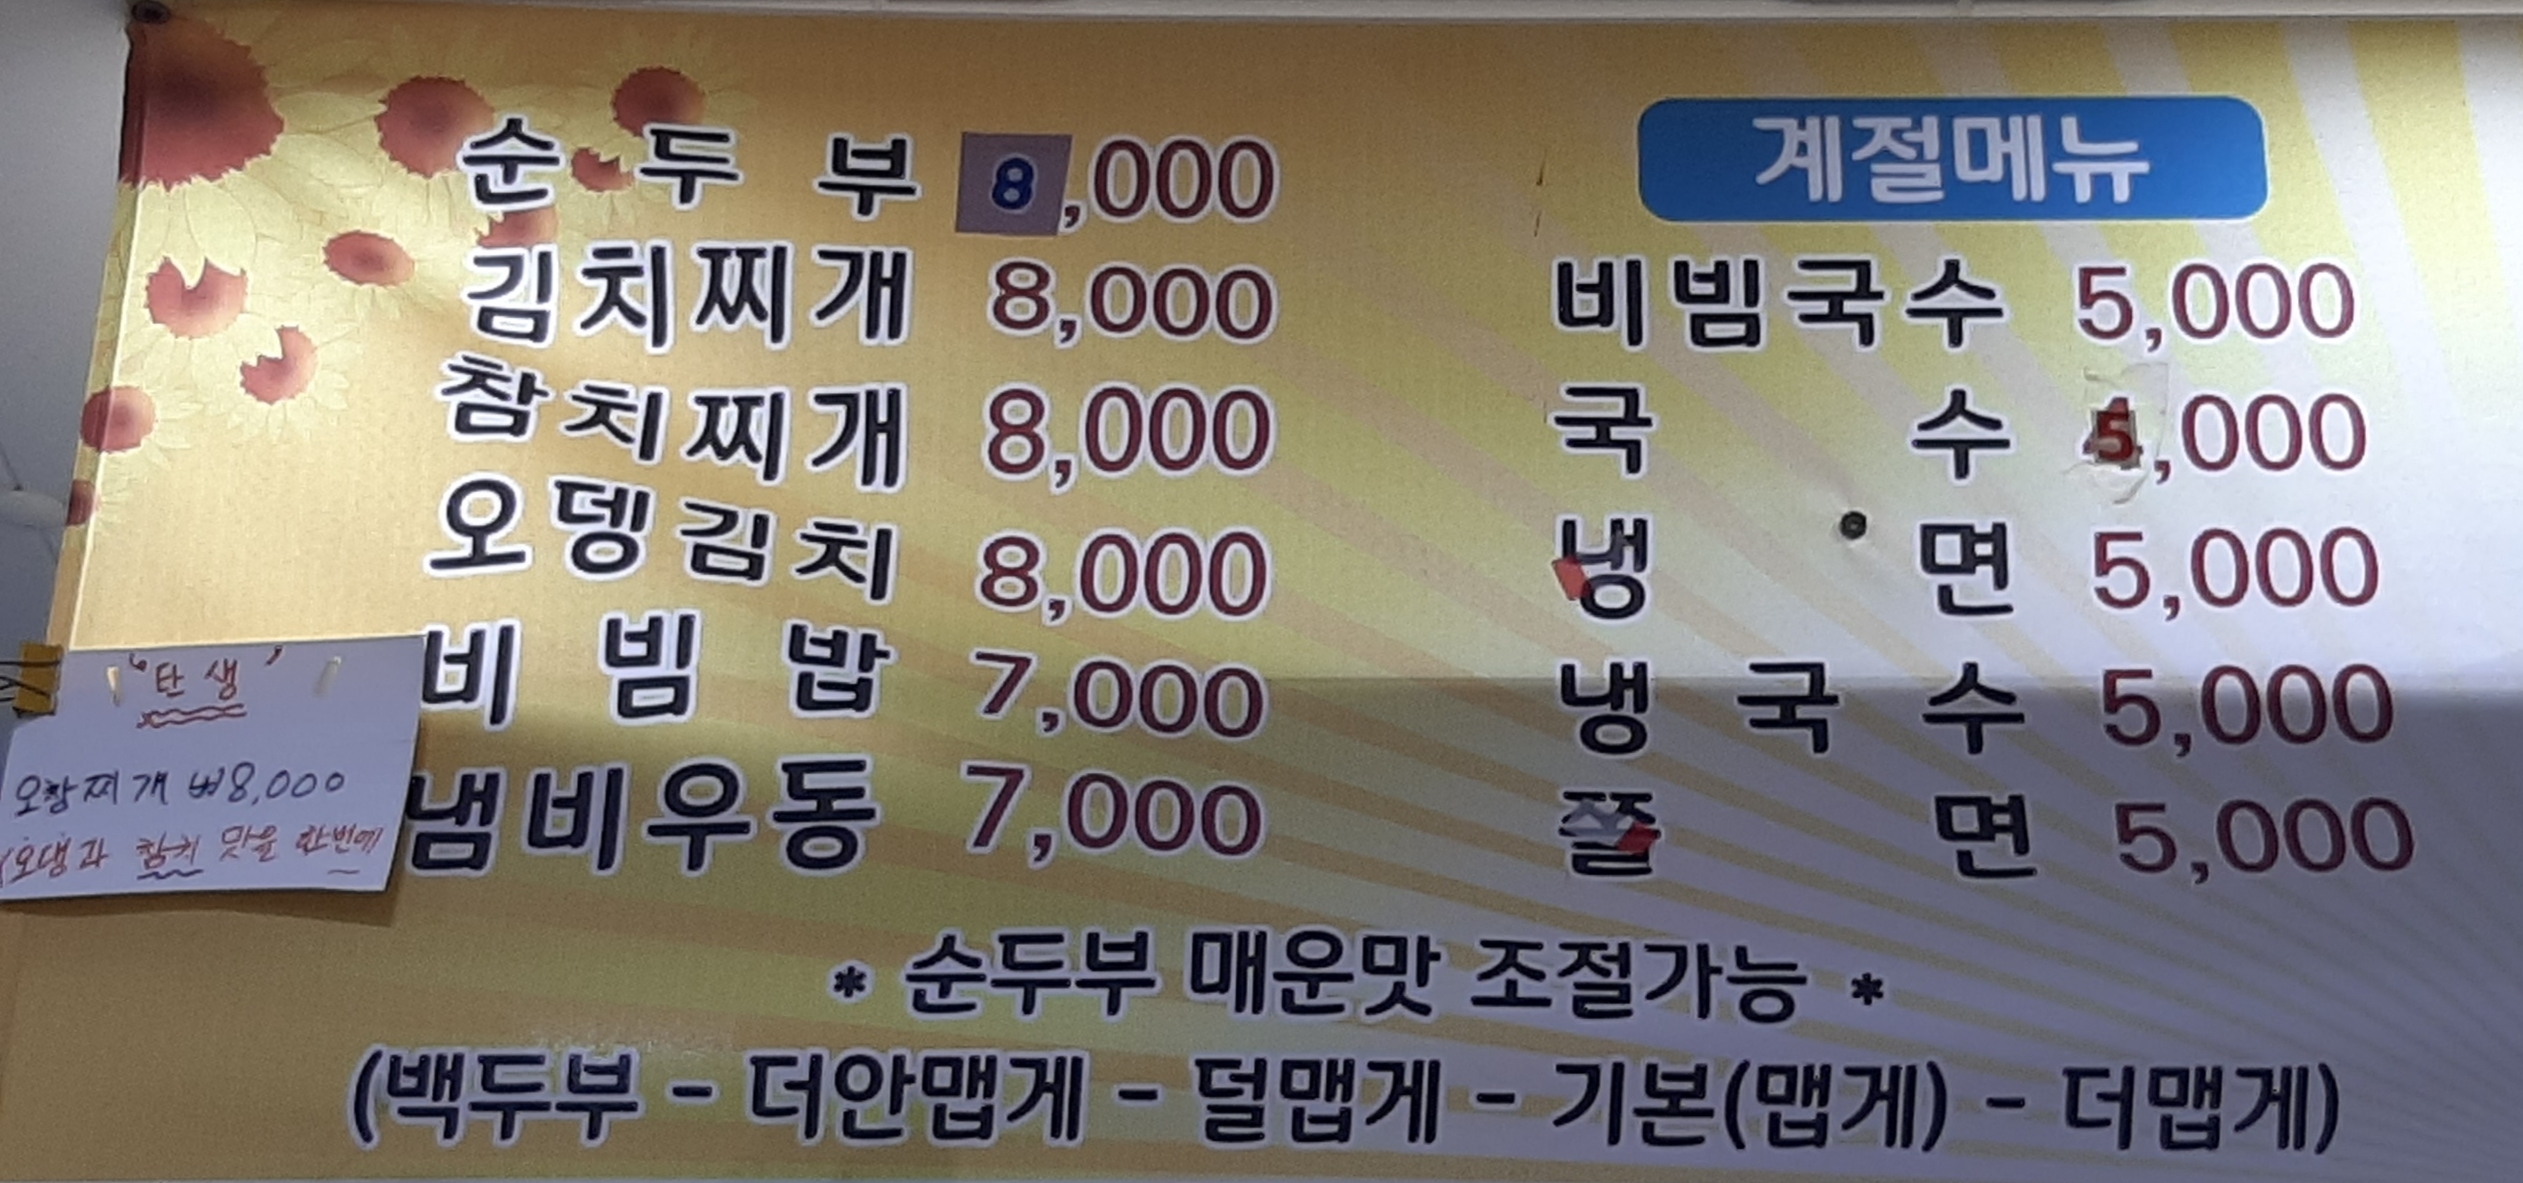 순두부 8,000
김치찌개 8,000
참치찌개 8,000
오뎅김치 8,000
비빔밥 7,000
냄비우동 7,000
"탄생"
오참찌개 ₩8,000
(오댕과 참치 맛을 한번에
계절메뉴
비빔국수 5,000
국수 5,000
냉면 5,000
냉국수 5,000
쫄면 5,000
* 순두부 매운맛 조절가능 *
(백두부 - 더안맵게 - 덜맵게 - 기본(맵게) - 더맵게)